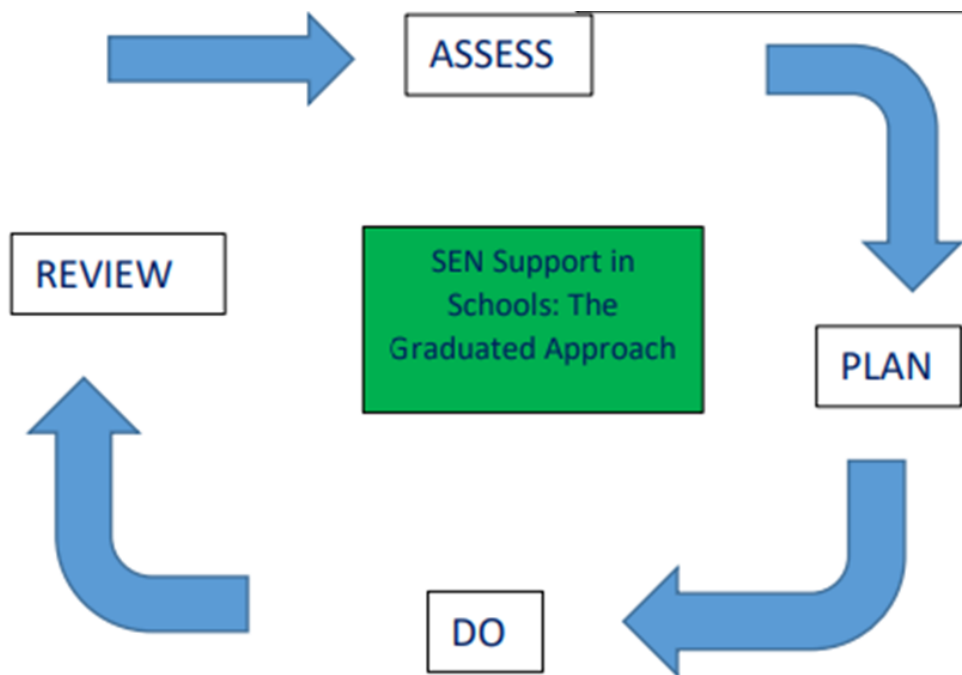 ASSESS
REVIEW
SEN Support in
Schools: The
Graduated Approach
PLAN
DO